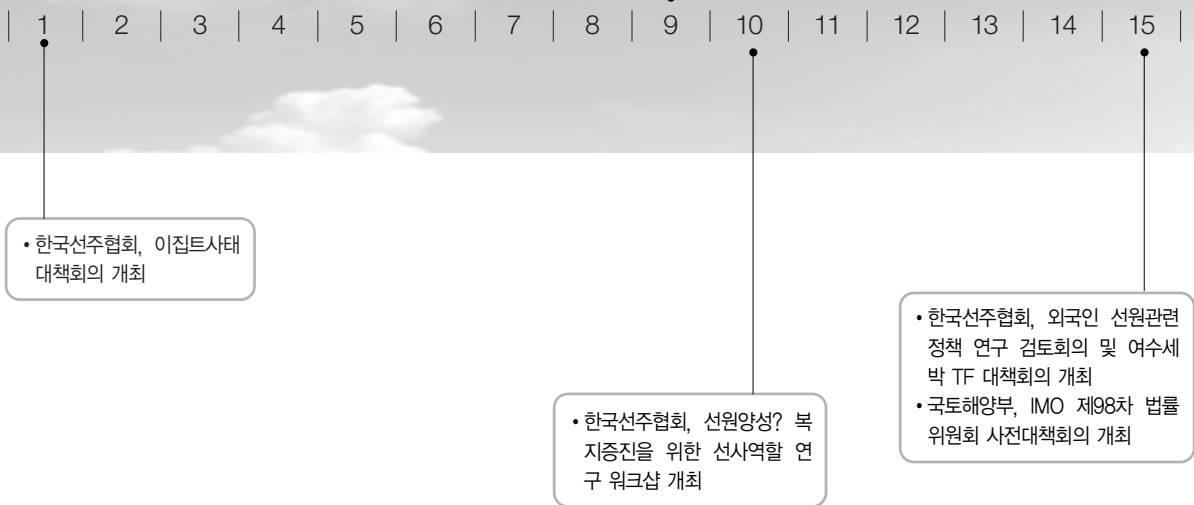 1 | 2 | 3 | 4 | 5 | 6 | 7 | 8 | 9 | 10 | 11 | 12 | 13 | 14 | 15
• 한국선주협회, 이집트사태
대책회의 개최
• 한국선주협회, 선원양성? 복
지증진을 위한 선사역할 연
구 워크샵 개최
• 한국선주협회, 외국인 선원관련
정책 연구 검토회의 및 여수세
박 TF 대책회의 개최
• 국토해양부, IMO 제98차 법률
위원회 사전대책회의 개최